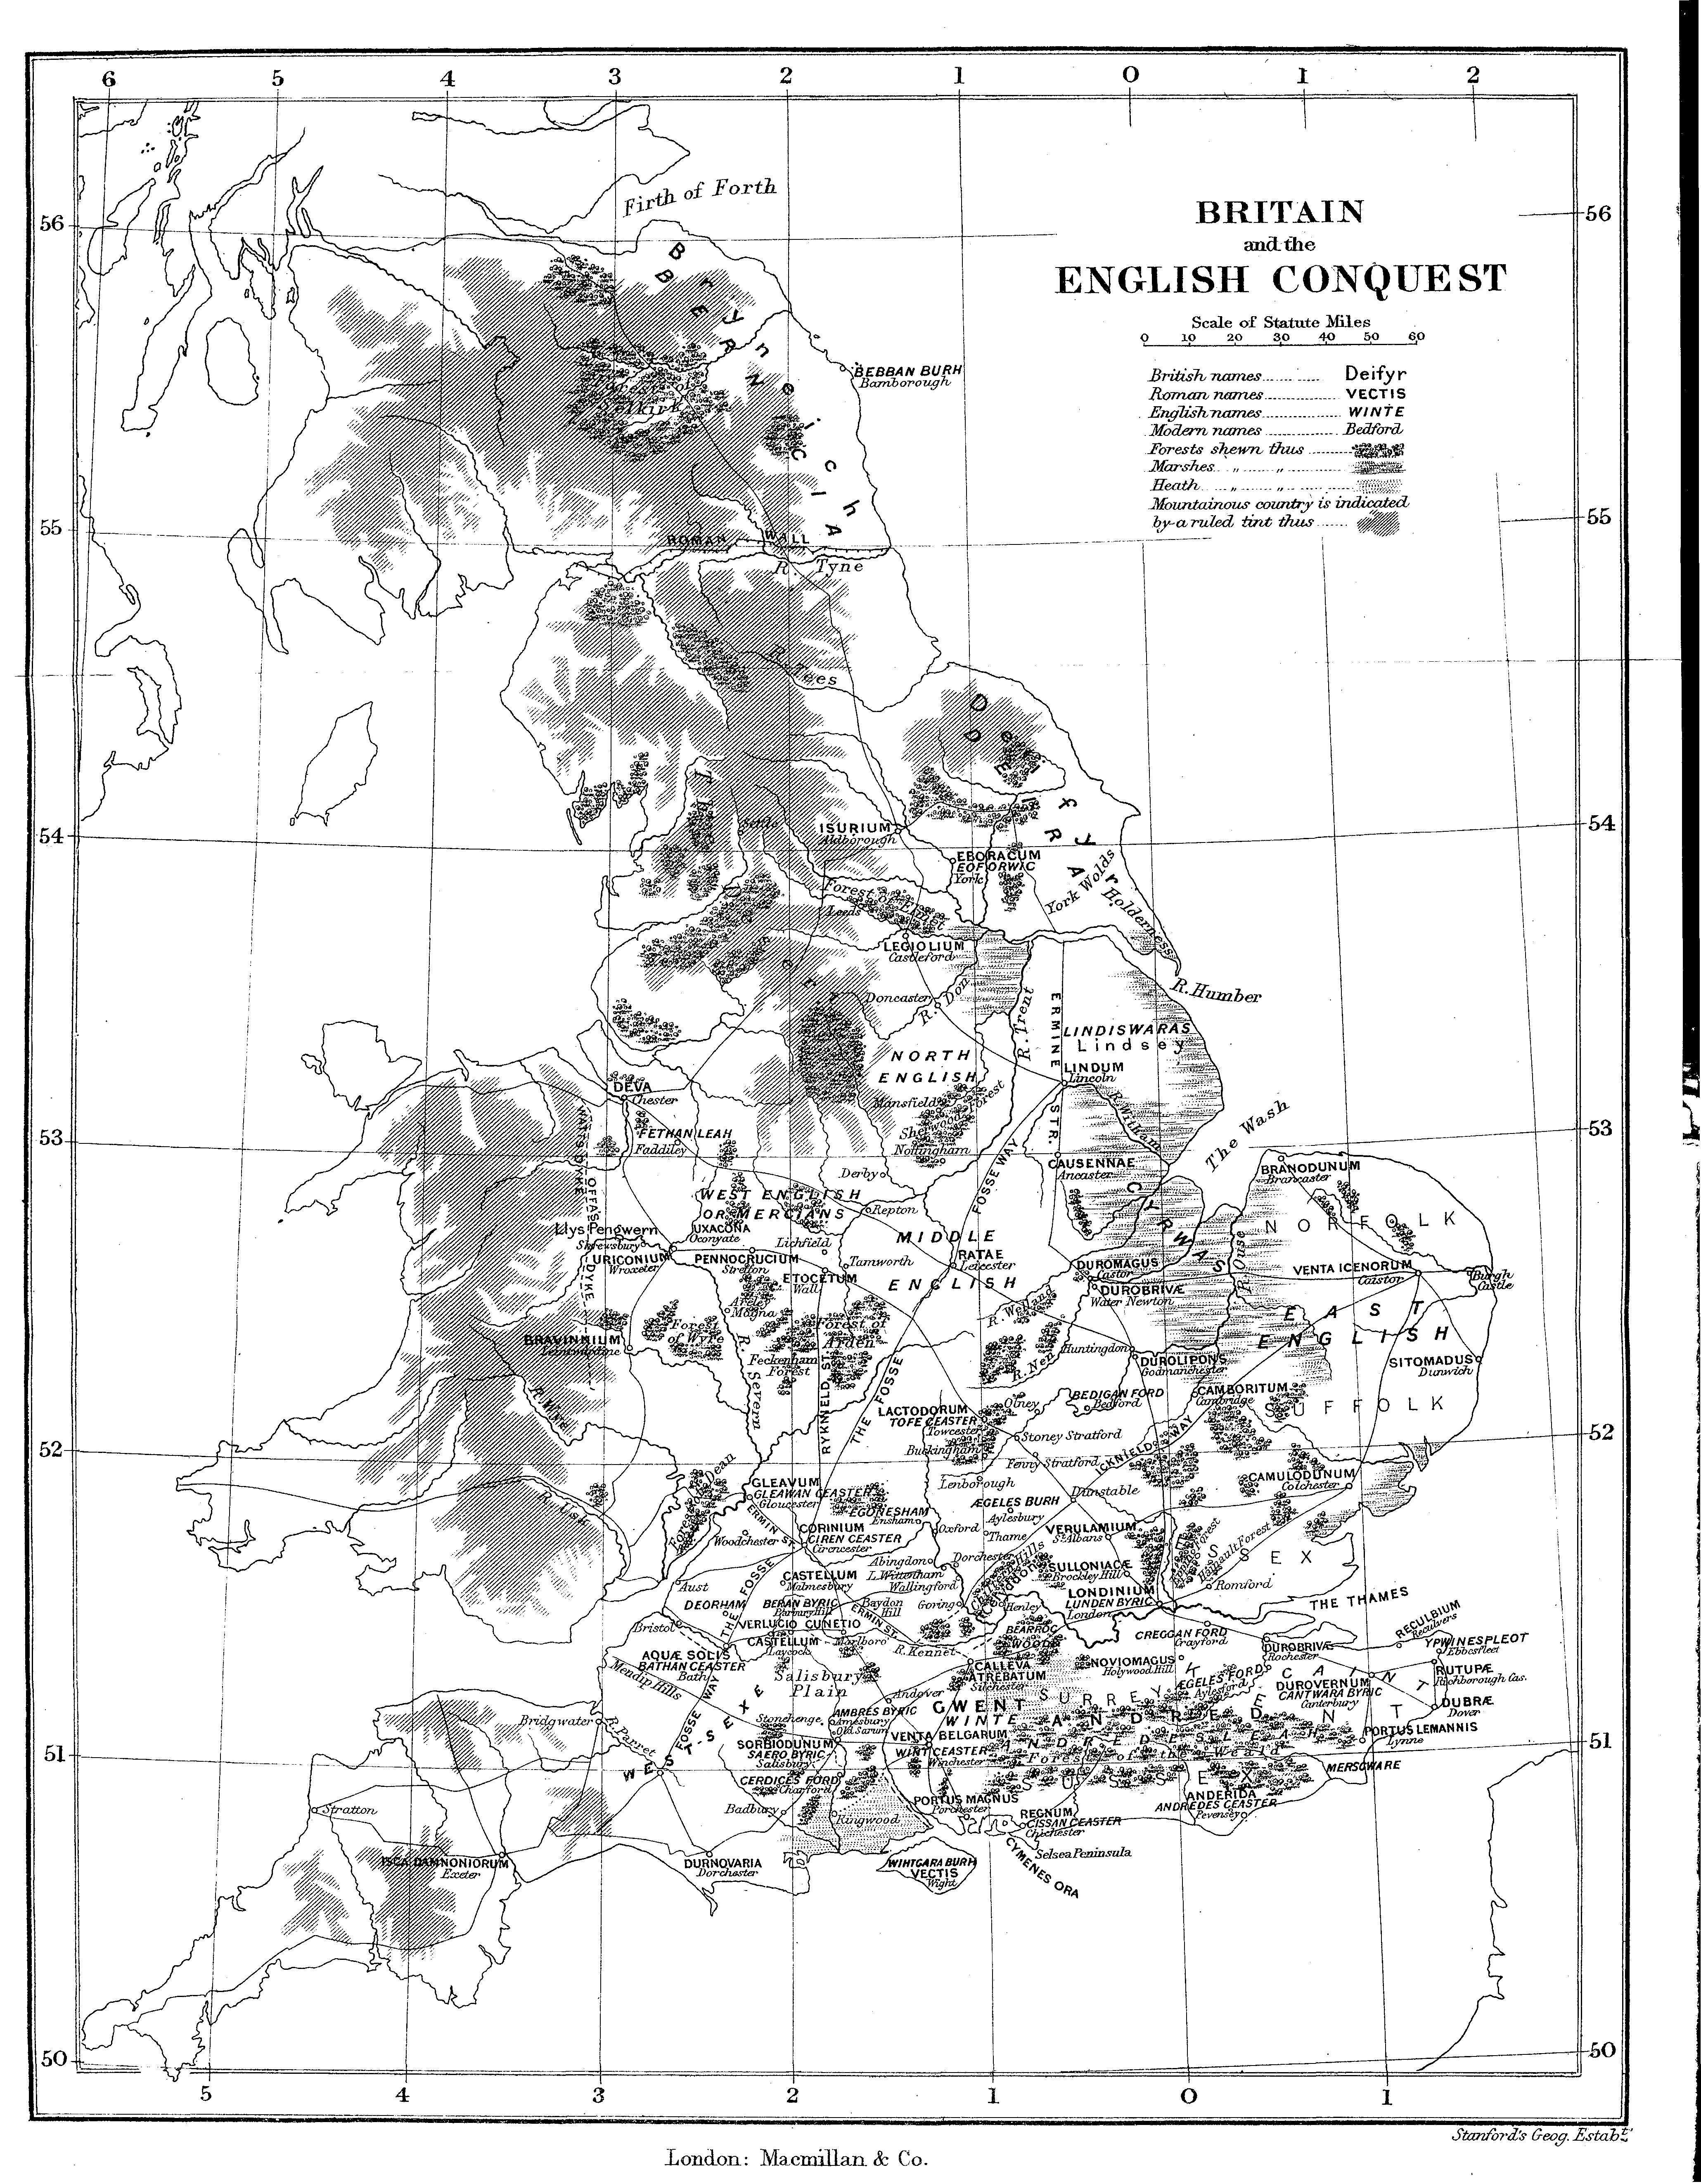 6 5 4 3 2 1 0 1 2
BRITAIN
and the
ENGLISH CONQUEST
Scale of Statute Miles
0 10 20 30 40 50 60
British names Deifyr
Roman names VECTIS
English names WINTE
Modern names Bedford
Forests shewn thus
Marshes " "
Heath " "
Mountainous country is indicated
by a ruled tint thus
56
56
55
55
54
54
53
53
52
52
51
51
50
50
Firth of Forth
Bryneich
BERNICIA
BEBBAN BURH
Bamborough
Selkirk
ROMAN WALL
R. Tyne
R. Tees
Deifyr
DEIRA
Settle
ISURIUM
Aldborough
EBORACUM
EOFORWIC
York
York Wolds
Holderness
Forest of Elmet
Leeds
LEGIOLIUM
Castleford
Doncaster
R. Don
R. Trent
R. Humber
ERMINE STR.
LINDISWARAS
Lindsey
LINDUM
Lincoln
NORTH
ENGLISH
Mansfield
Sherwood Forest
Nottingham
R. Witham
The Wash
DEVA
Chester
FETHAN LEAH
Faddiley
WATS DYKE
OFFAS DYKE
Derby
FOSSE WAY
CAUSENNAE
Ancaster
BRANODUNUM
Brancaster
NORFOLK
WEST ENGLISH
OR MERCIANS
Repton
Llys Pengwern
Shrewsbury
UXACONA
Oconyate
Lichfield
MIDDLE
ENGLISH
GYRWAS
R. Ouse
URICONIUM
Wroxeter
PENNOCRUCIUM
Stretton
Tamworth
RATAE
Leicester
DUROMAGUS
Castor
VENTA ICENORUM
Caistor
Burgh
Castle
ETOCETUM
Wall
DUROBRIVÆ
Water Newton
R. Welland
EAST
ENGLISH
Arley
Magna
Forest
of Wyre
Forest of
Arden
BRAVINNIUM
Leintwardine
Feckenham
Forest
R. Severn
RYKNIELD ST.
THE FOSSE
R. Nen
Huntingdon
DUROLIPONS
Godmanchester
SITOMAGUS
Dunwich
R. Wye
LACTODORUM
TOFE CEASTER
Towcester
Olney
BEDICAN FORD
Bedford
CAMBORITUM
Cambridge
SUFFOLK
Buckingham
Stoney Stratford
Fenny Stratford
ICKNIELD WAY
Lenborough
Dunstable
CAMULODUNUM
Colchester
R. Usk
Forest of Dean
GLEAVUM
GLEAWAN CEASTER
Gloucester
ÆGELES BURH
Aylesbury
EGONESHAM
Ensham
Oxford
Thame
VERULAMIUM
St Albans
Hainault Forest
ESSEX
ERMIN ST.
CORINIUM
CIREN CEASTER
Cirencester
Woodchester
Abingdon
Dorchester
Chiltern Hills
SULLONIACÆ
Brockley Hill
Romford
Aust
CASTELLUM
Malmesbury
L. Wittenham
Wallingford
LONDINIUM
LUNDEN BYRIG
London
THE THAMES
DEORHAM
BERAN BYRIG
Barbury Hill
Baydon
Hill
Goring
Henley
Bristol
THE FOSSE
VERLUCIO CUNETIO
ERMIN ST.
BEARROC
WOOD
CREGGAN FORD
Crayford
DUROBRIVÆ
Rochester
RECULBIUM
Reculvers
CASTELLUM
Laycock
Marlboro
R. Kennet
YPWINESFLEOT
Ebbesfleet
AQUÆ SOLIS
BATHAN CEASTER
Bath
Mendip Hills
Salisbury
Plain
CALLEVA
ATREBATUM
Silchester
NOVIOMAGUS
Holywood Hill
ÆGELES FORD
Aylesford
CAINT
RUTUPÆ
Richborough Cas.
DUROVERNUM
CANTWARA BYRIG
Canterbury
KENT
DUBRÆ
Dover
Andover
GWENT
WINTE
SURREY
Bridgwater
R. Parret
FOSSE WAY
WEST-SEXE
Stonehenge
AMBRES BYRIG
Amesbury
Old Sarum
SORBIODUNUM
SAERO BYRIG
Salisbury
VENTA BELGARUM
WINTCEASTER
Winchester
ANDRED
ANDREDESLEAH
Forest of the Weald
SUSSEX
PORTUS LEMANNIS
Lynne
MERSCWARE
CERDICES FORD
Charford
Badbury
Ringwood
PORTUS MAGNUS
Porchester
REGNUM
CISSAN CEASTER
Chichester
ANDERIDA
ANDREDES CEASTER
Pevensey
Selsea Peninsula
CYMENES ORA
Stratton
ISCA DAMNONIORUM
Exeter
DURNOVARIA
Dorchester
WIHTGARA BURH
VECTIS
Wight
5 4 3 2 1 0 1
Stanford's Geog. Estabt.
London: Macmillan & Co.